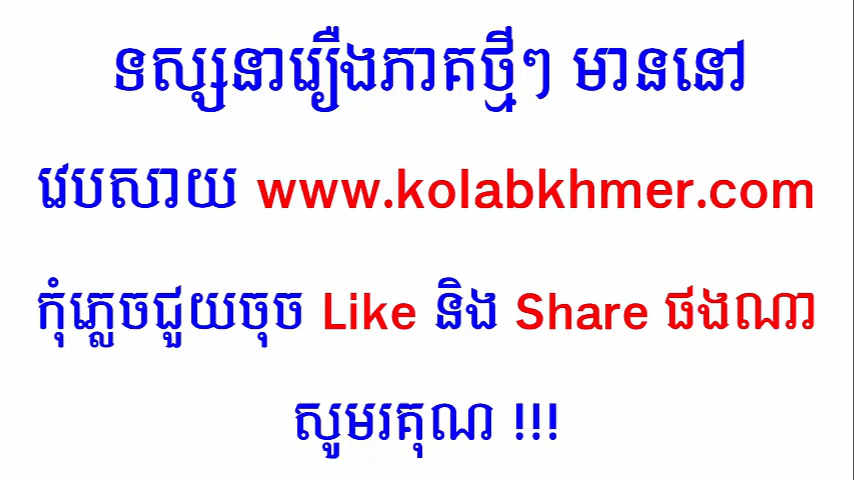 ទស្សនារឿងភាគថ្មីៗ មាននៅ
វេបសាយ www.kolabkhmer.com
កុំភ្លេចជួយចុច Like និង Share ផងណា
សូមរគុណ !!!